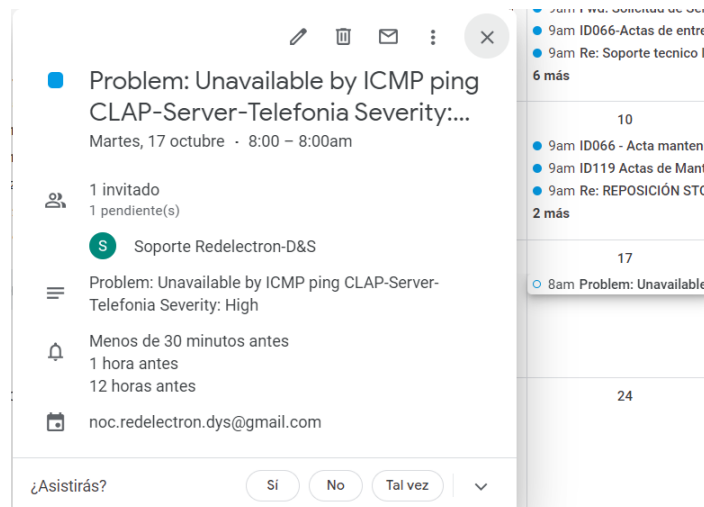 Problem: Unavailable by ICMP ping
CLAP-Server-Telefonia Severity:...
Martes, 17 octubre · 8:00 – 8:00am
1 invitado
1 pendiente(s)
S Soporte Redelectron-D&S
Problem: Unavailable by ICMP ping CLAP-Server-
Telefonia Severity: High
Menos de 30 minutos antes
1 hora antes
12 horas antes
noc.redelectron.dys@gmail.com
¿Asistirás?
Sí
No
Tal vez
9am Fwd: Solicitud de
9am ID066-Actas de entre
9am Re: Soporte tecnico
6 más
10
9am ID066 - Acta manten
9am ID119 Actas de Mant
9am Re: REPOSICIÓN STO
2 más
17
8am Problem: Unavailable
24